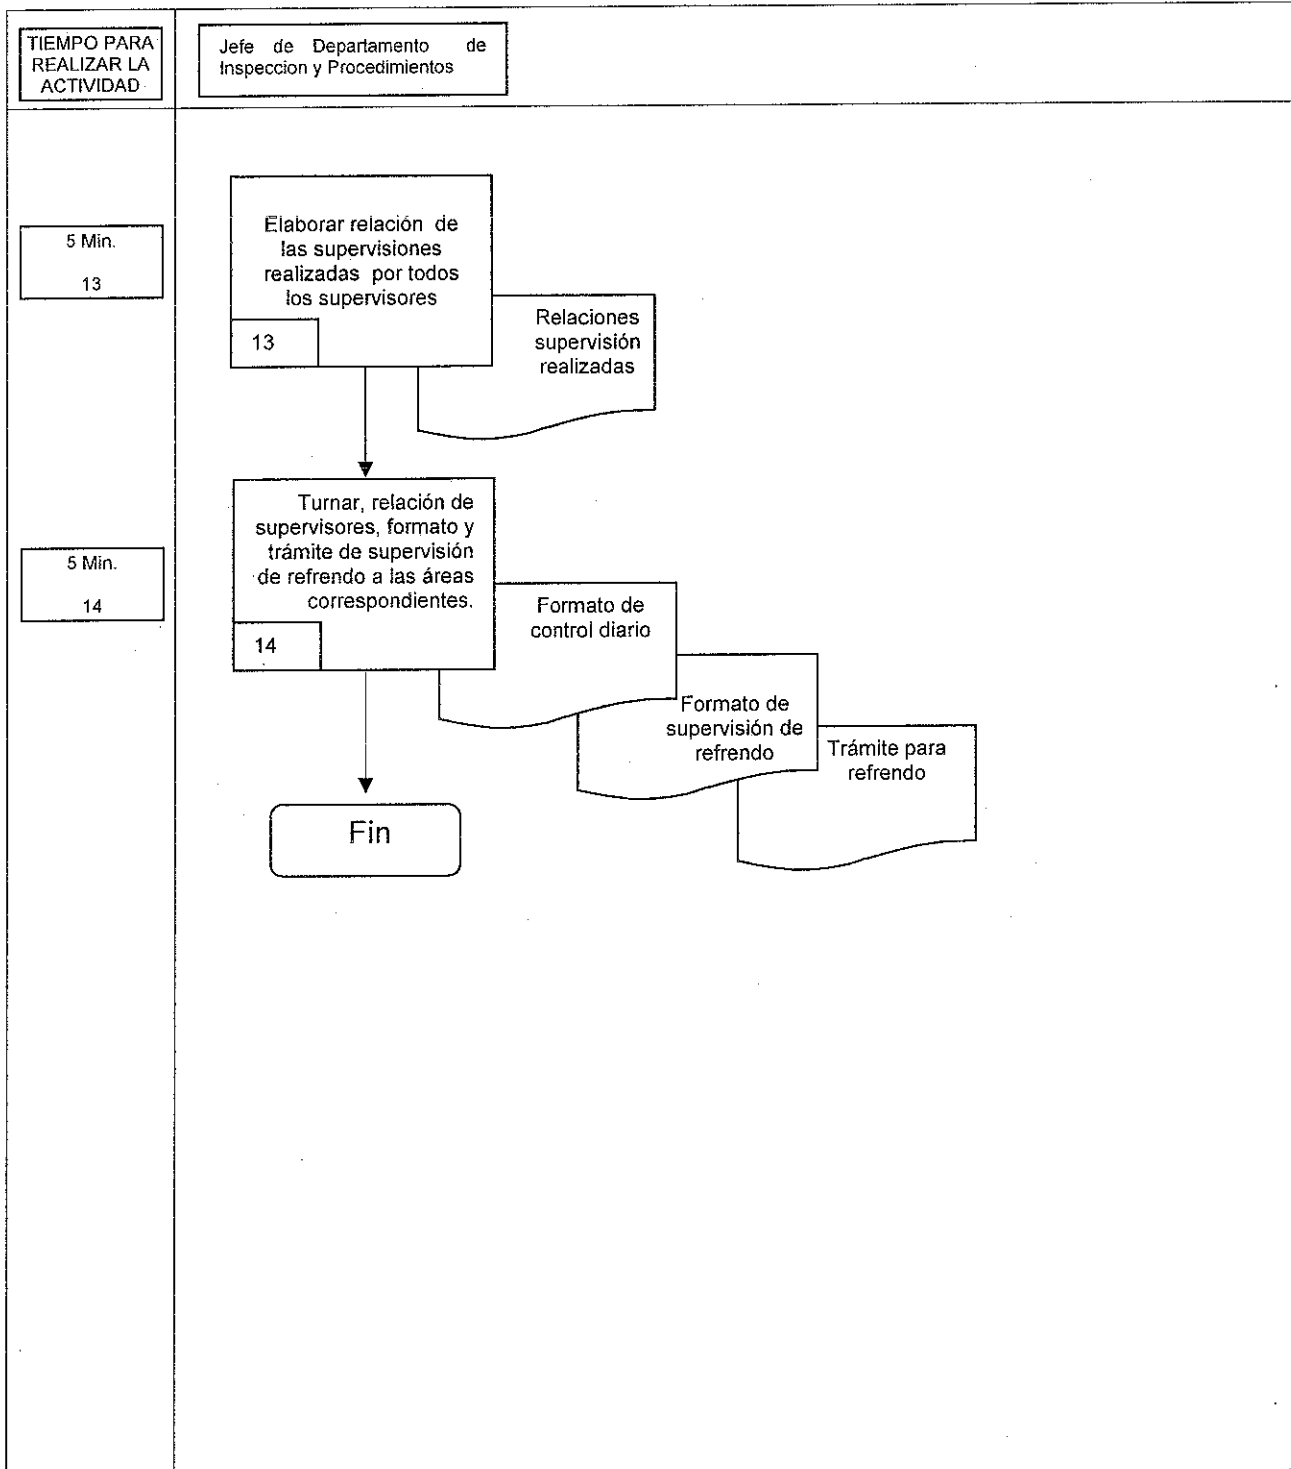 TIEMPO PARA
REALIZAR LA
ACTIVIDAD
Jefe de Departamento de
Inspeccion y Procedimientos
5 Min.
13
Elaborar relación de
las supervisiones
realizadas por todos
los supervisores
13
Relaciones
supervisión
realizadas
5 Min.
14
Turnar, relación de
supervisores, formato y
trámite de supervisión
de refrendo a las áreas
correspondientes.
14
Formato de
control diario
Formato de
supervisión de
refrendo
Trámite para
refrendo
Fin